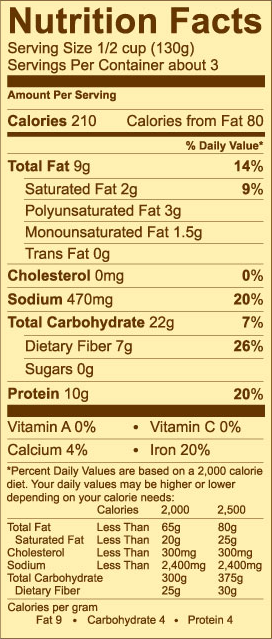 Nutrition Facts
Serving Size 1/2 cup (130g)
Servings Per Container about 3
Amount Per Serving
Calories 210 Calories from Fat 80
% Daily Value*
Total Fat 9g 14%
Saturated Fat 2g 9%
Polyunsaturated Fat 3g
Monounsaturated Fat 1.5g
Trans Fat 0g
Cholesterol 0mg 0%
Sodium 470mg 20%
Total Carbohydrate 22g 7%
Dietary Fiber 7g 26%
Sugars 0g
Protein 10g 20%
Vitamin A 0% • Vitamin C 0%
Calcium 4% • Iron 20%
*Percent Daily Values are based on a 2,000 calorie
diet. Your daily values may be higher or lower
depending on your calorie needs:
Calories 2,000 2,500
Total Fat Less Than 65g 80g
Saturated Fat Less Than 20g 25g
Cholesterol Less Than 300mg 300mg
Sodium Less Than 2,400mg 2,400mg
Total Carbohydrate 300g 375g
Dietary Fiber 25g 30g
Calories per gram
Fat 9 • Carbohydrate 4 • Protein 4